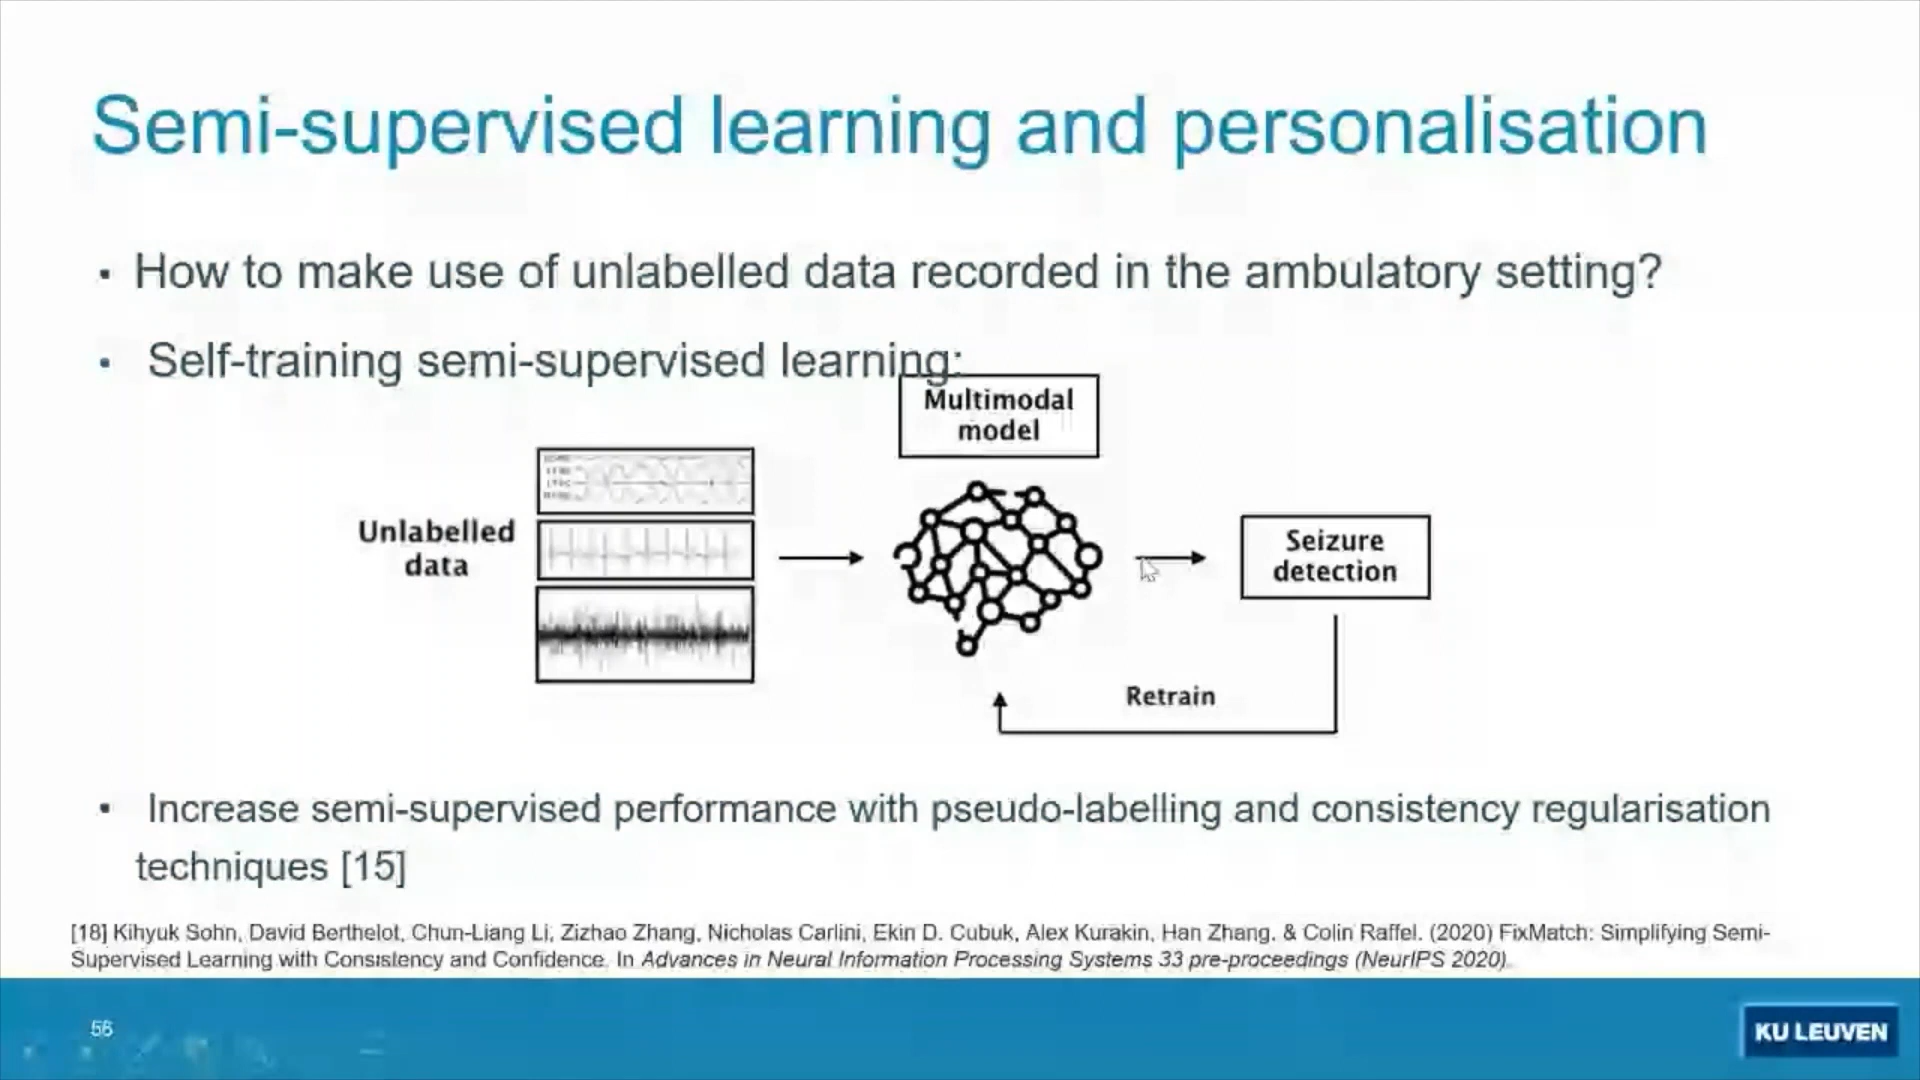 Semi-supervised learning and personalisation
• How to make use of unlabelled data recorded in the ambulatory setting?
• Self-training semi-supervised learning:
Multimodal
model
Unlabelled
data
Seizure
detection
Retrain
• Increase semi-supervised performance with pseudo-labelling and consistency regularisation
techniques [15]
[18] Kihyuk Sohn, David Berthelot, Chun-Liang Li, Zizhao Zhang, Nicholas Carlini, Ekin D. Cubuk, Alex Kurakin, Han Zhang, & Colin Raffel. (2020) FixMatch: Simplifying Semi-
Supervised Learning with Consistency and Confidence. In Advances in Neural Information Processing Systems 33 pre-proceedings (NeurIPS 2020).
KU LEUVEN